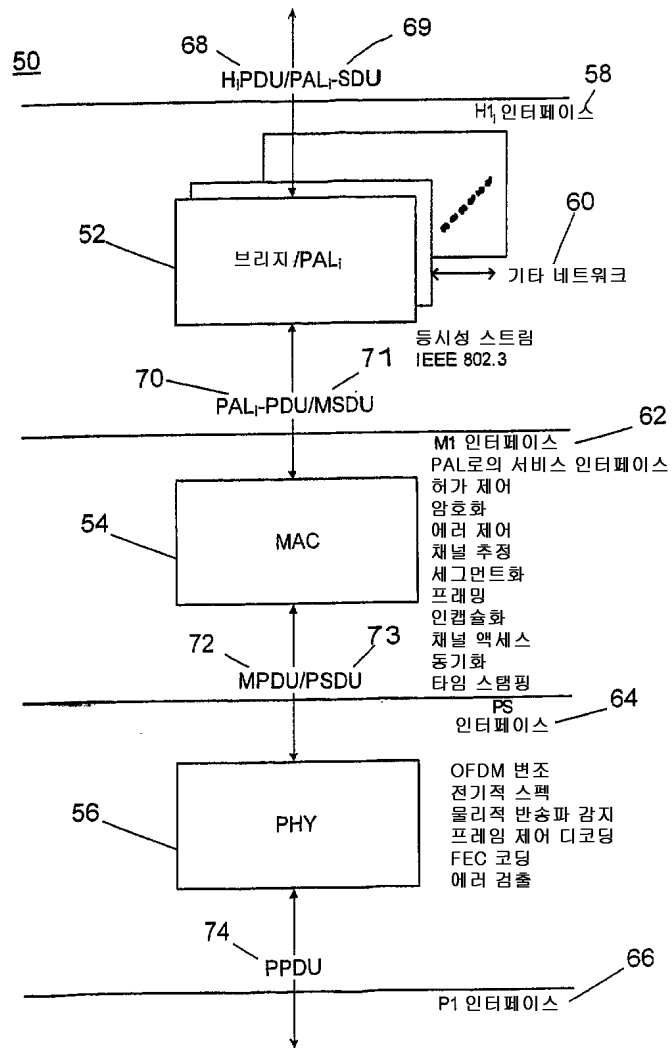 50
68
69
HiPDU/PALi-SDU
58
H1i 인터페이스
52
브리지/PALi
60
기타 네트워크
등시성 스트림
IEEE 802.3
70
71
PALi-PDU/MSDU
62
M1 인터페이스
PAL로의 서비스 인터페이스
허가 제어
암호화
에러 제어
채널 추정
세그먼트화
프래밍
인캡슐화
채널 액세스
동기화
타임 스탬핑
54
MAC
72
73
MPDU/PSDU
PS
인터페이스
64
56
PHY
OFDM 변조
전기적 스펙
물리적 반송파 감지
프레임 제어 디코딩
FEC 코딩
에러 검출
74
PPDU
66
P1 인터페이스